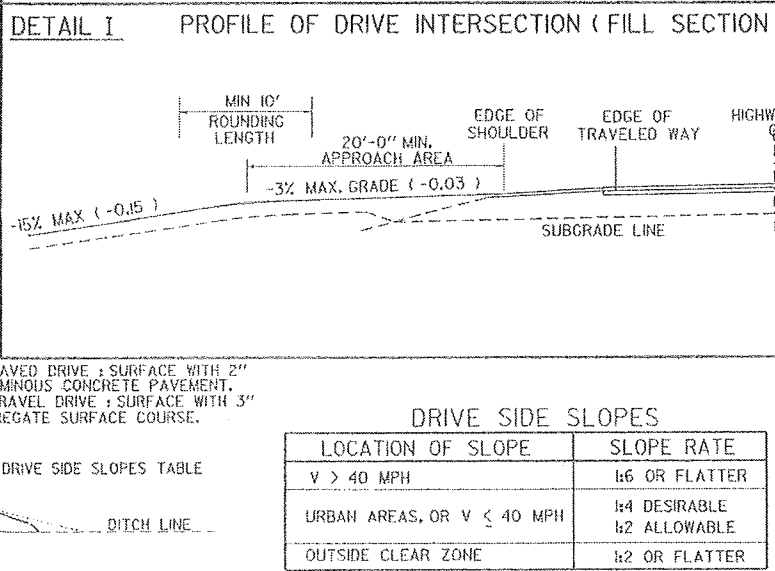 DETAIL I PROFILE OF DRIVE INTERSECTION ( FILL SECTION
MIN 10'
ROUNDING
LENGTH
20'-0" MIN.
APPROACH AREA
EDGE OF
SHOULDER
EDGE OF
TRAVELED WAY
HIGHW
-15% MAX ( -0.15 )
-3% MAX. GRADE ( -0.03 )
SUBGRADE LINE
AVED DRIVE : SURFACE WITH 2"
MINOUS CONCRETE PAVEMENT.
RAVEL DRIVE : SURFACE WITH 3"
REGATE SURFACE COURSE.
DRIVE SIDE SLOPES TABLE
DITCH LINE
DRIVE SIDE SLOPES
LOCATION OF SLOPE SLOPE RATE
V > 40 MPH 1:6 OR FLATTER
URBAN AREAS, OR V ≤ 40 MPH 1:4 DESIRABLE
1:2 ALLOWABLE
OUTSIDE CLEAR ZONE 1:2 OR FLATTER